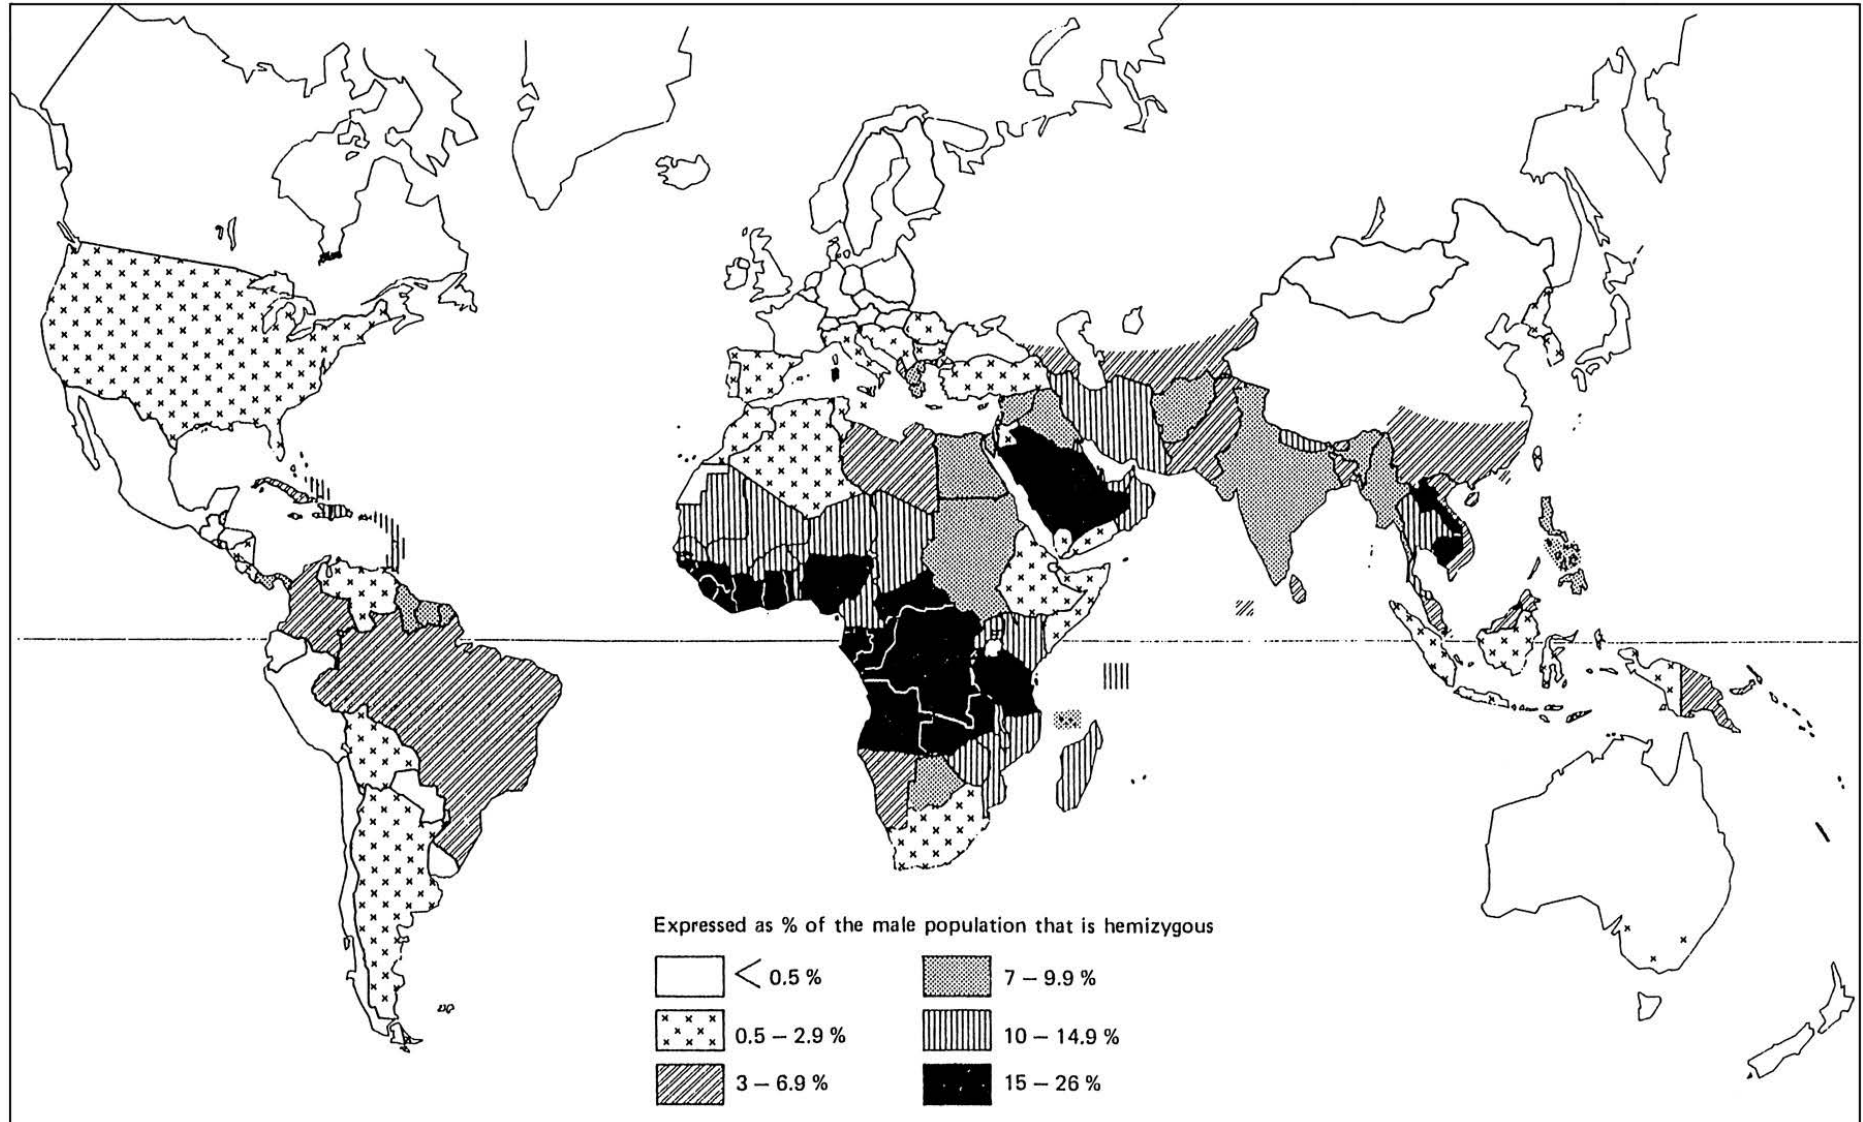 Expressed as % of the male population that is hemizygous
< 0.5 %
0.5 – 2.9 %
3 – 6.9 %
7 – 9.9 %
10 – 14.9 %
15 – 26 %